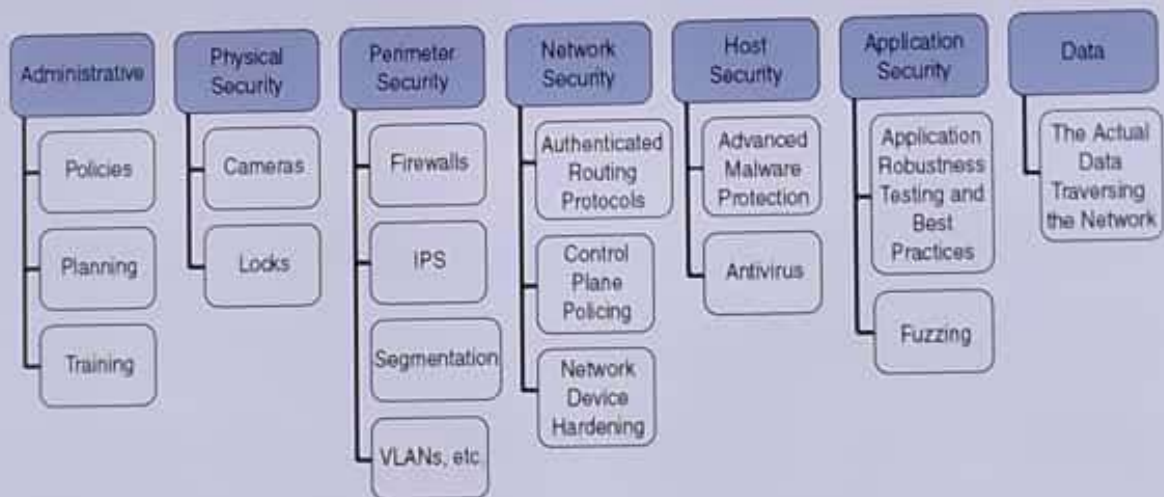 Administrative
Policies
Planning
Training
Physical
Security
Cameras
Locks
Perimeter
Security
Firewalls
IPS
Segmentation
VLANs, etc.
Network
Security
Authenticated
Routing
Protocols
Control
Plane
Policing
Network
Device
Hardening
Host
Security
Advanced
Malware
Protection
Antivirus
Application
Security
Application
Robustness
Testing and
Best
Practices
Fuzzing
Data
The Actual
Data
Traversing
the Network